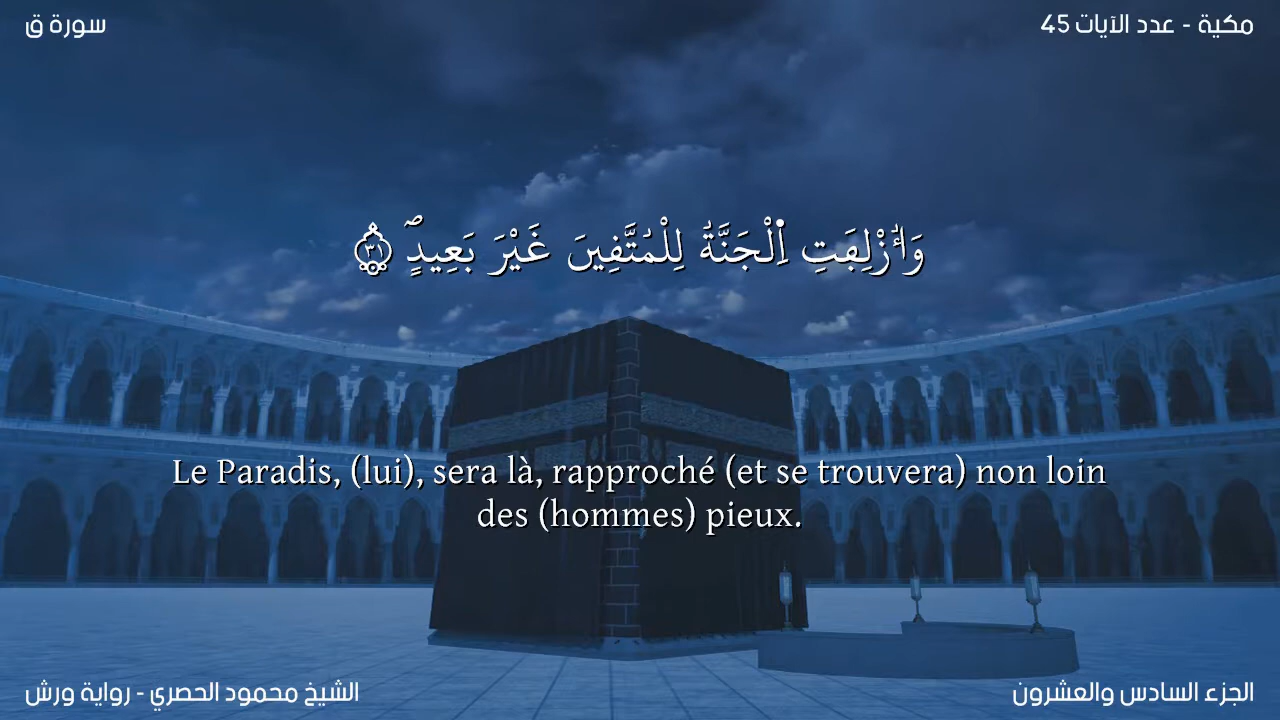 سورة ق
مكية - عدد الآيات 45
وَأُزْلِفَتِ اِ۬لْجَنَّةُ لِلْمُتَّقِينَ غَيْرَ بَعِيدٍۖ ٣١
Le Paradis, (lui), sera là, rapproché (et se trouvera) non loin
des (hommes) pieux.
الشيخ محمود الحصري - رواية ورش
الجزء السادس والعشرون